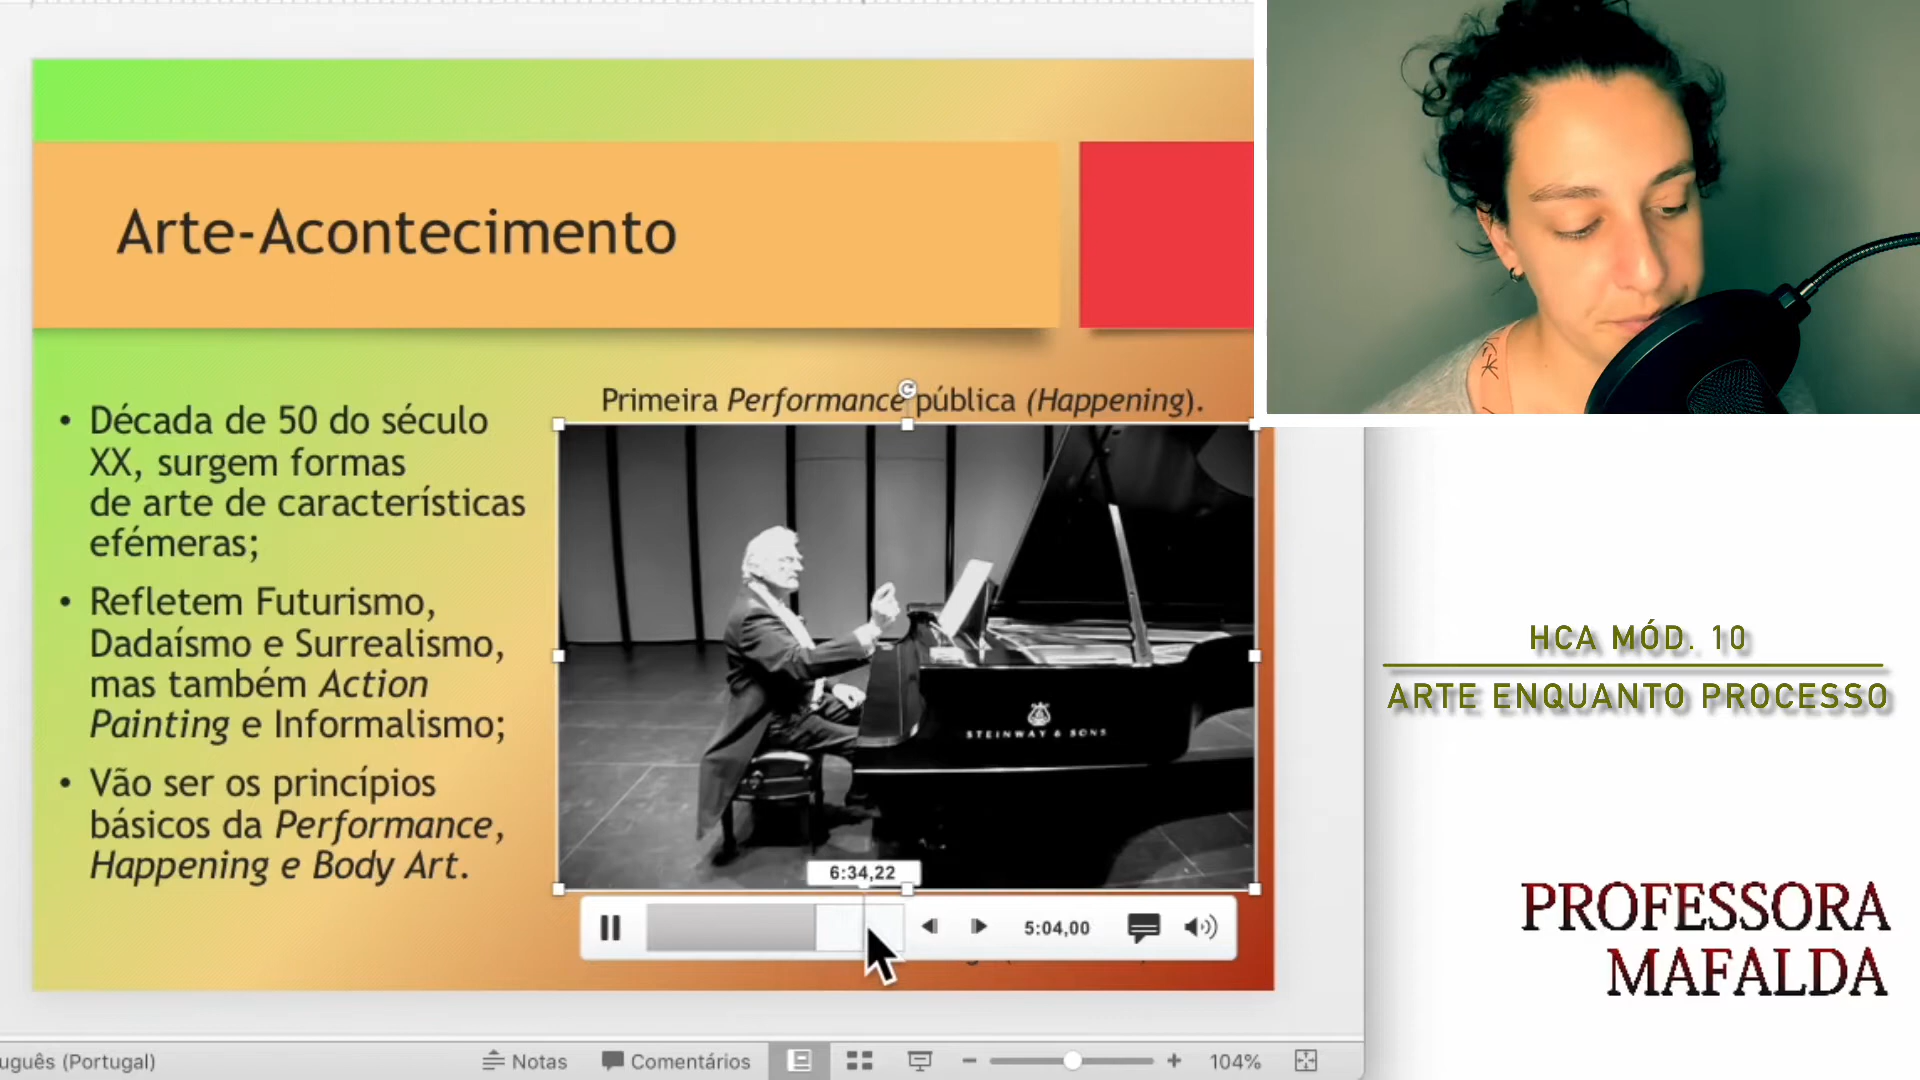 Arte-Acontecimento
• Década de 50 do século
XX, surgem formas
de arte de características
efémeras;
• Refletem Futurismo,
Dadaísmo e Surrealismo,
mas também Action
Painting e Informalismo;
• Vão ser os princípios
básicos da Performance,
Happening e Body Art.
Primeira Performance pública (Happening).
STEINWAY & SONS
6:34,22
5:04,00
HCA MÓD. 10
ARTE ENQUANTO PROCESSO
PROFESSORA
MAFALDA
uguês (Portugal)
Notas
Comentários
104%